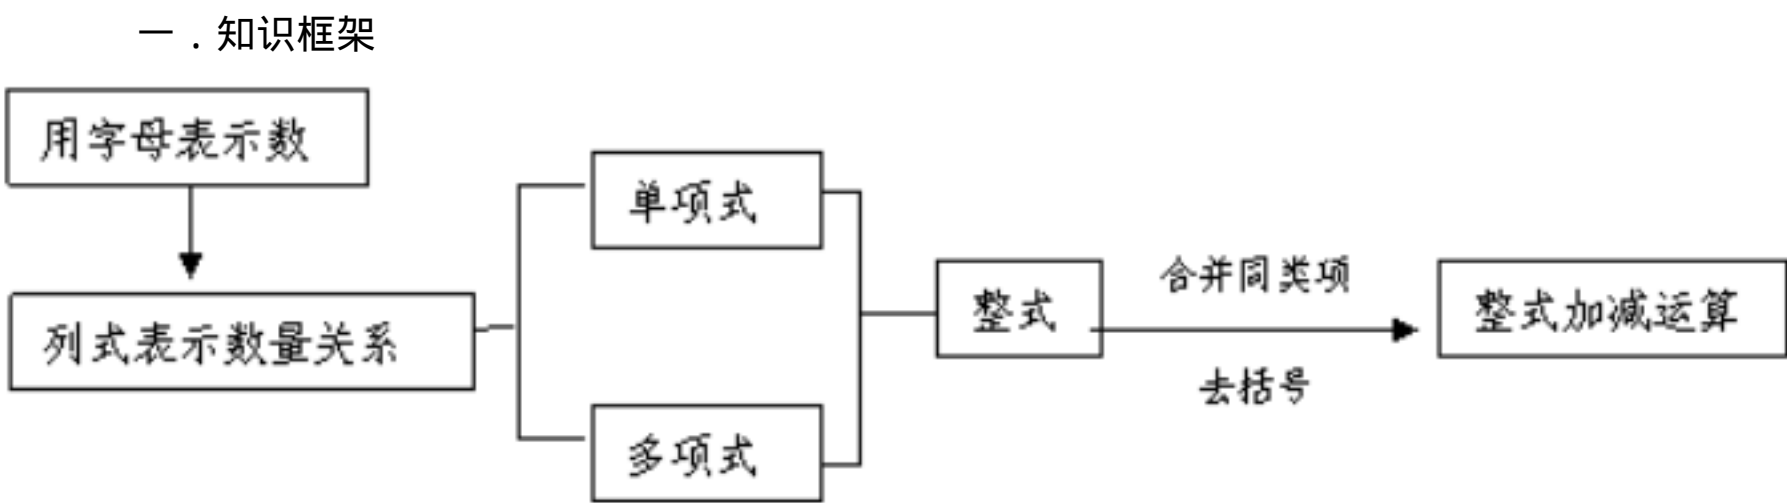 一．知识框架
用字母表示数
列式表示数量关系
单项式
多项式
整式
合并同类项
去括号
整式加减运算